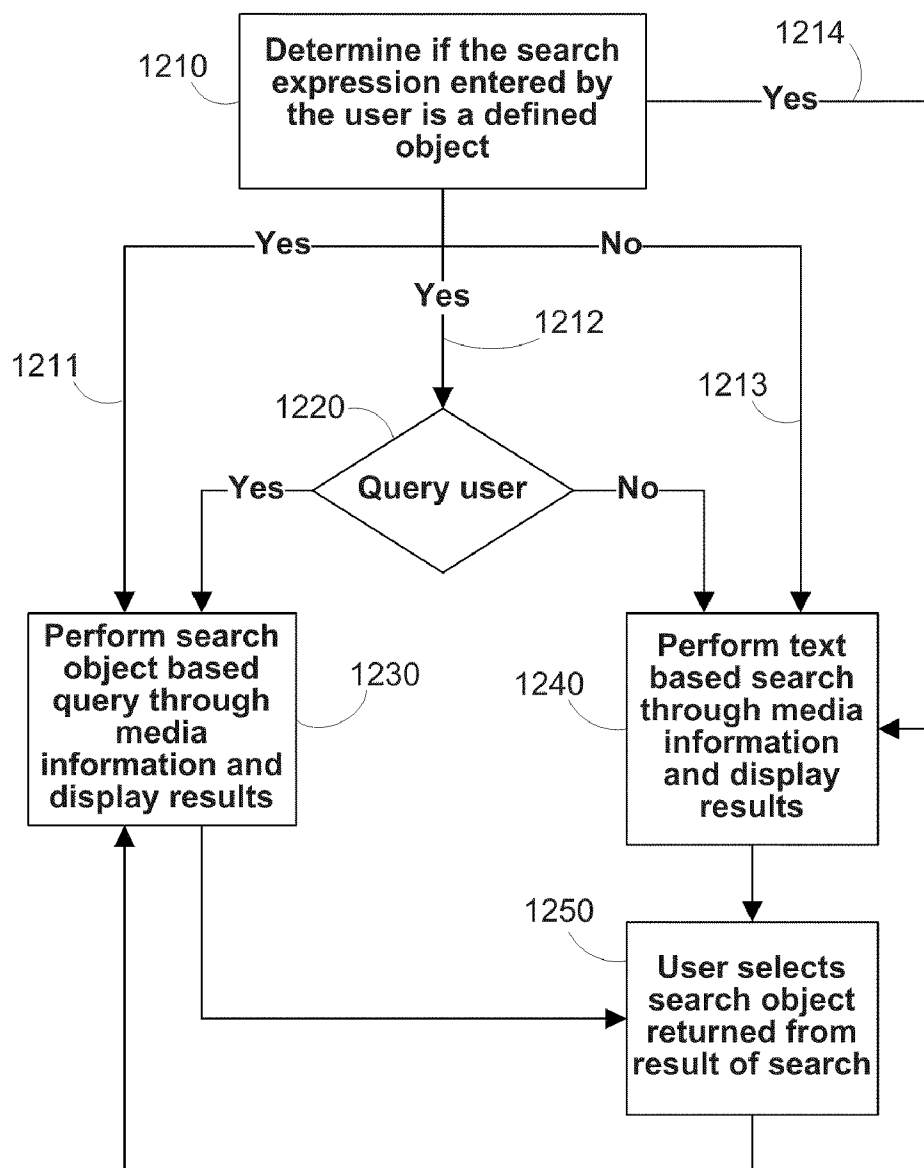 1210
Determine if the search
expression entered by
the user is a defined
object
1214
Yes
Yes
No
Yes
1212
1211
1213
1220
Yes
Query user
No
Perform search
object based
query through
media
information and
display results
1230
1240
Perform text
based search
through media
information
and display
results
1250
User selects
search object
returned from
result of search